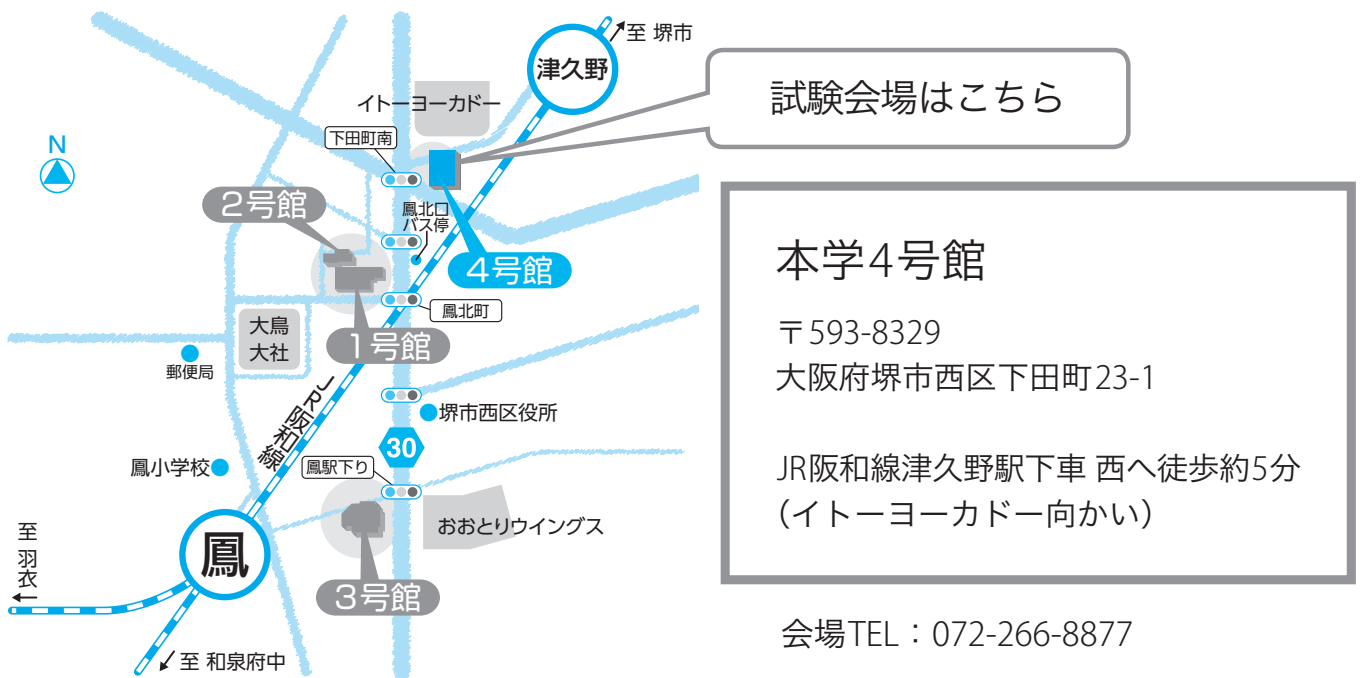 至 堺市
津久野
試験会場はこちら
イトーヨーカドー
下田町南
N
2号館
鳳北口
バス停
4号館
本学4号館
鳳北町
〒593-8329
大阪府堺市西区下田町23-1
大鳥
大社
1号館
郵便局
JR阪和線
堺市西区役所
30
JR阪和線津久野駅下車 西へ徒歩約5分
(イトーヨーカドー向かい)
鳳小学校
鳳駅下り
おおとりウイングス
鳳
至 羽衣
3号館
会場TEL:072-266-8877
至 和泉府中